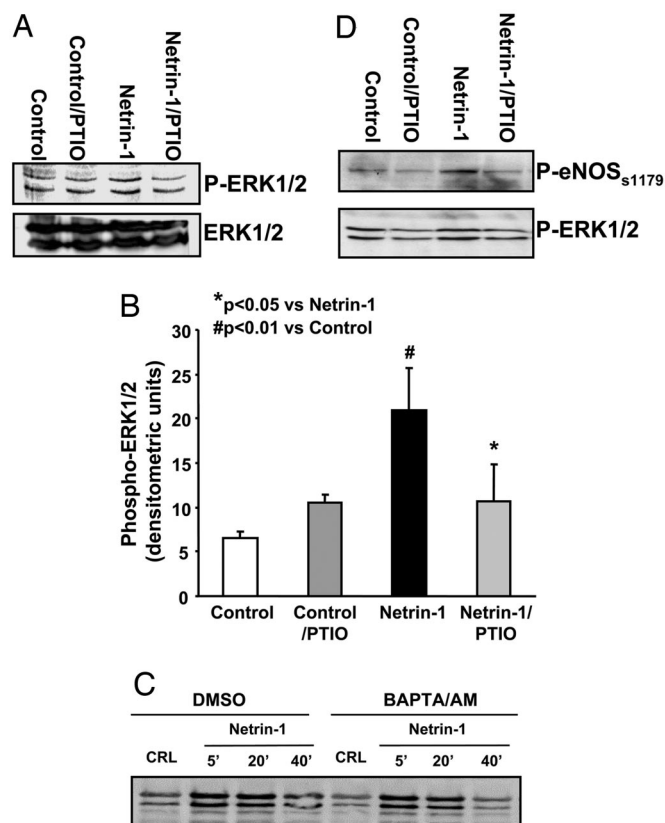 A
Control
Control/PTIO
Netrin-1
Netrin-1/PTIO
P-ERK1/2
ERK1/2
D
Control
Control/PTIO
Netrin-1
Netrin-1/PTIO
P-eNOSs1179
P-ERK1/2
B
*p<0.05 vs Netrin-1
#p<0.01 vs Control
Phospho-ERK1/2
(densitometric units)
30
25
20
15
10
5
0
#
*
Control
Control
/PTIO
Netrin-1
Netrin-1/
PTIO
C
DMSO
BAPTA/AM
Netrin-1
Netrin-1
CRL 5’ 20’ 40’ CRL 5’ 20’ 40’